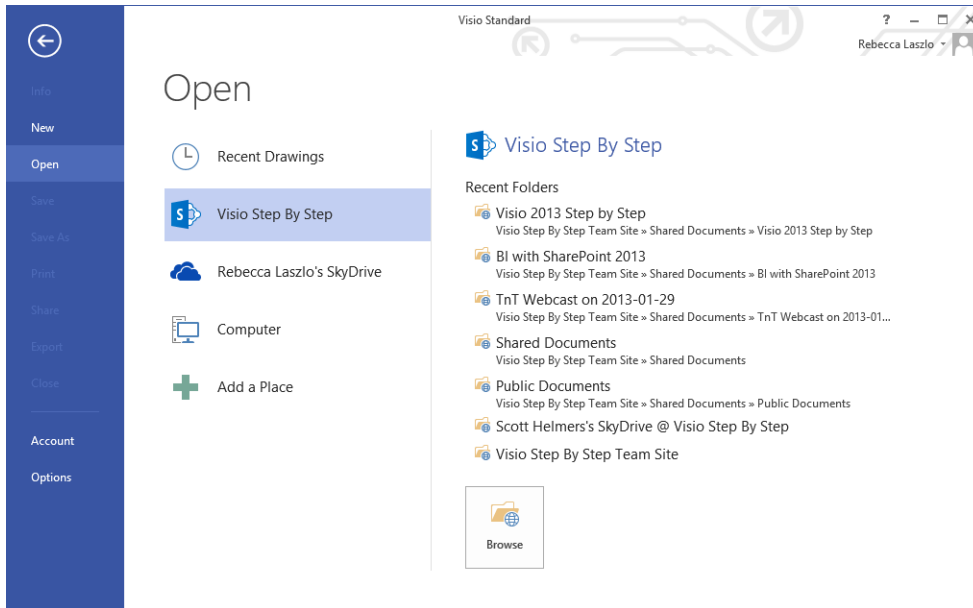 Visio Standard
?
Rebecca Laszlo
Info
New
Open
Save
Save As
Print
Share
Export
Close
Account
Options
Open
Recent Drawings
Visio Step By Step
Rebecca Laszlo's SkyDrive
Computer
Add a Place
S Visio Step By Step
Recent Folders
Visio 2013 Step by Step
Visio Step By Step Team Site » Shared Documents » Visio 2013 Step by Step
BI with SharePoint 2013
Visio Step By Step Team Site » Shared Documents » BI with SharePoint 2013
TnT Webcast on 2013-01-29
Visio Step By Step Team Site » Shared Documents » TnT Webcast on 2013-01...
Shared Documents
Visio Step By Step Team Site » Shared Documents
Public Documents
Visio Step By Step Team Site » Shared Documents » Public Documents
Scott Helmers's SkyDrive @ Visio Step By Step
Visio Step By Step Team Site
Browse